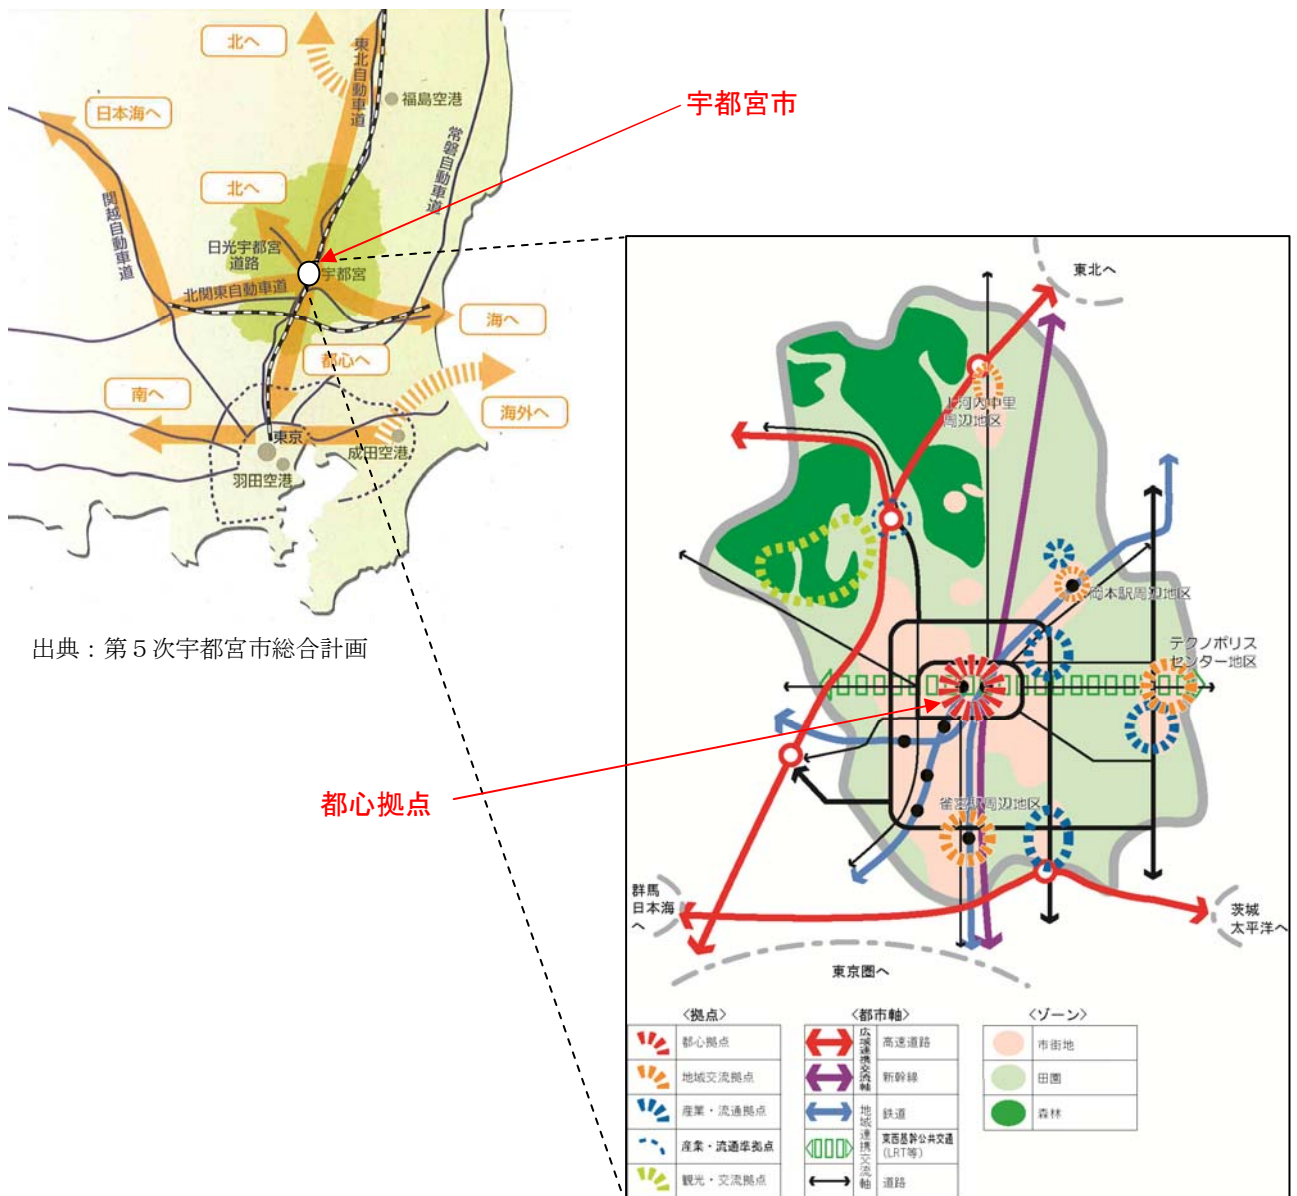 北へ
東北自動車道
福島空港
日本海へ
常磐自動車道
関越自動車道
北へ
日光宇都宮
道路
宇都宮
北関東自動車道
海へ
都心へ
南へ
海外へ
東京
成田空港
羽田空港
出典：第５次宇都宮市総合計画
宇都宮市
都心拠点
東北へ
上河内中里
周辺地区
岡本駅周辺地区
テクノポリス
センター地区
雀宮駅周辺地区
群馬
日本海
へ
茨城
太平洋へ
東京圏へ
〈拠点〉
都心拠点
地域交流拠点
産業・流通拠点
産業・流通準拠点
観光・交流拠点
〈都市軸〉
広域連携交流軸
高速道路
新幹線
地域連携交流軸
鉄道
東西基幹公共交通
(LRT等)
道路
〈ゾーン〉
市街地
田園
森林